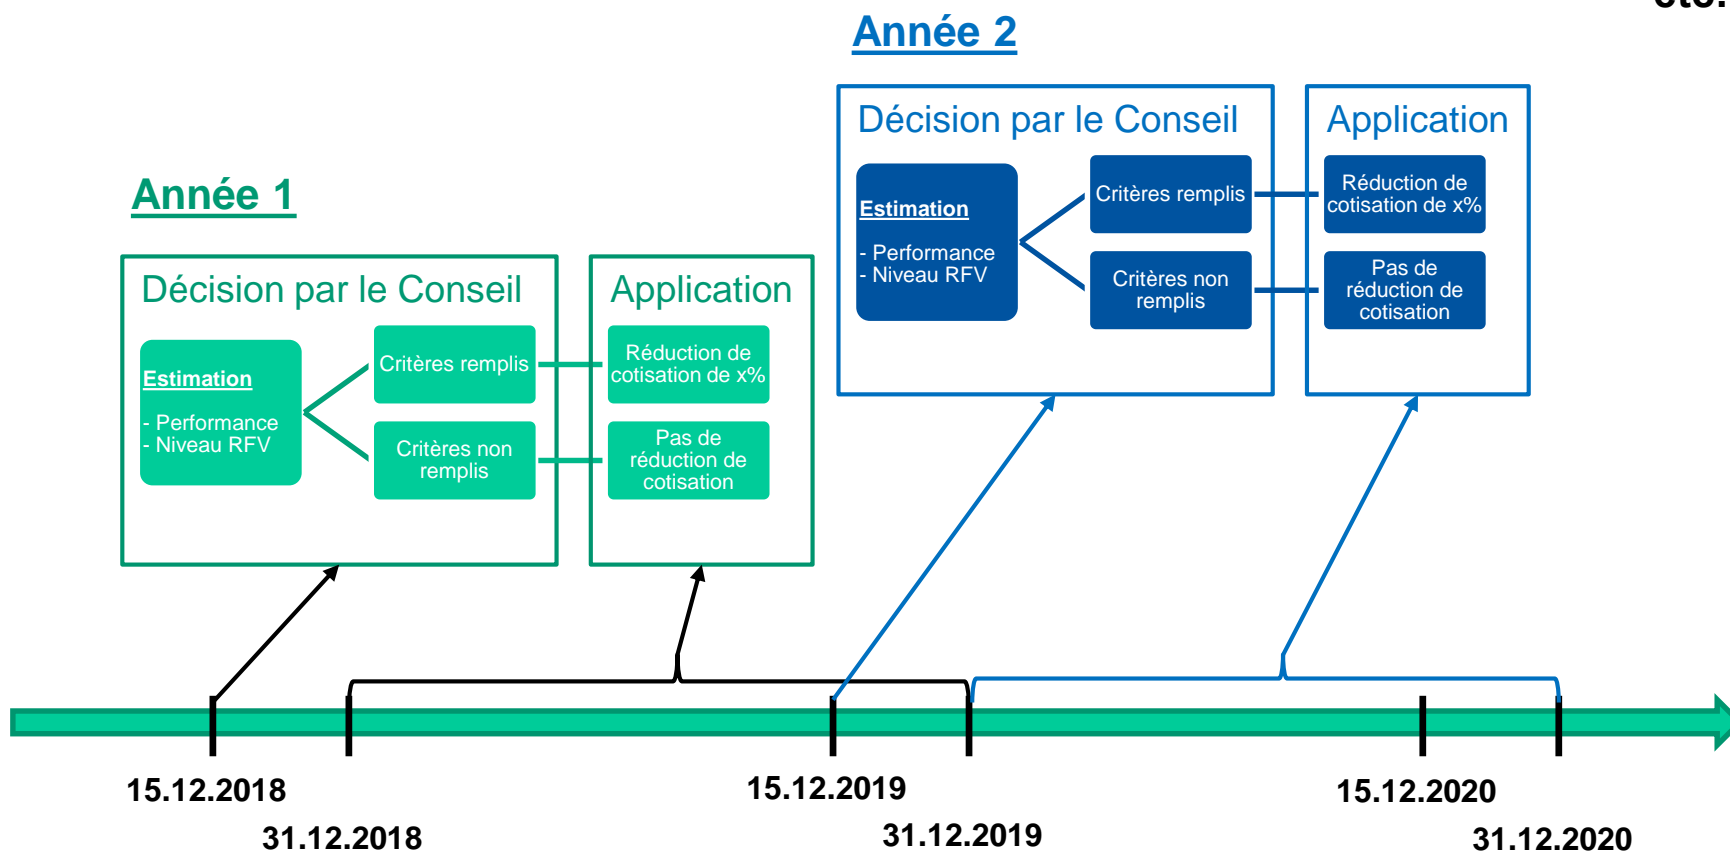 etc.
Année 2
Décision par le Conseil
Application
Estimation
- Performance
- Niveau RFV
Critères remplis
Critères non
remplis
Réduction de
cotisation de x%
Pas de
réduction de
cotisation
Année 1
Décision par le Conseil
Application
Estimation
- Performance
- Niveau RFV
Critères remplis
Critères non
remplis
Réduction de
cotisation de x%
Pas de
réduction de
cotisation
15.12.2018
31.12.2018
15.12.2019
31.12.2019
15.12.2020
31.12.2020